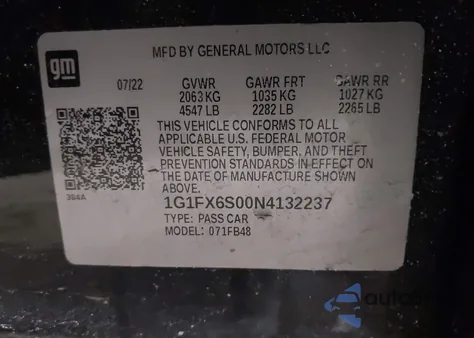 gm
MFD BY GENERAL MOTORS LLC
07/22 GVWR GAWR FRT GAWR RR
2063 KG 1035 KG 1027 KG
4547 LB 2282 LB 2265 LB
THIS VEHICLE CONFORMS TO ALL
APPLICABLE U.S. FEDERAL MOTOR
VEHICLE SAFETY, BUMPER, AND THEFT
PREVENTION STANDARDS IN EFFECT ON
THE DATE OF MANUFACTURE SHOWN
ABOVE.
394A
1G1FX6S00N4132237
TYPE: PASS CAR
MODEL: 071FB48